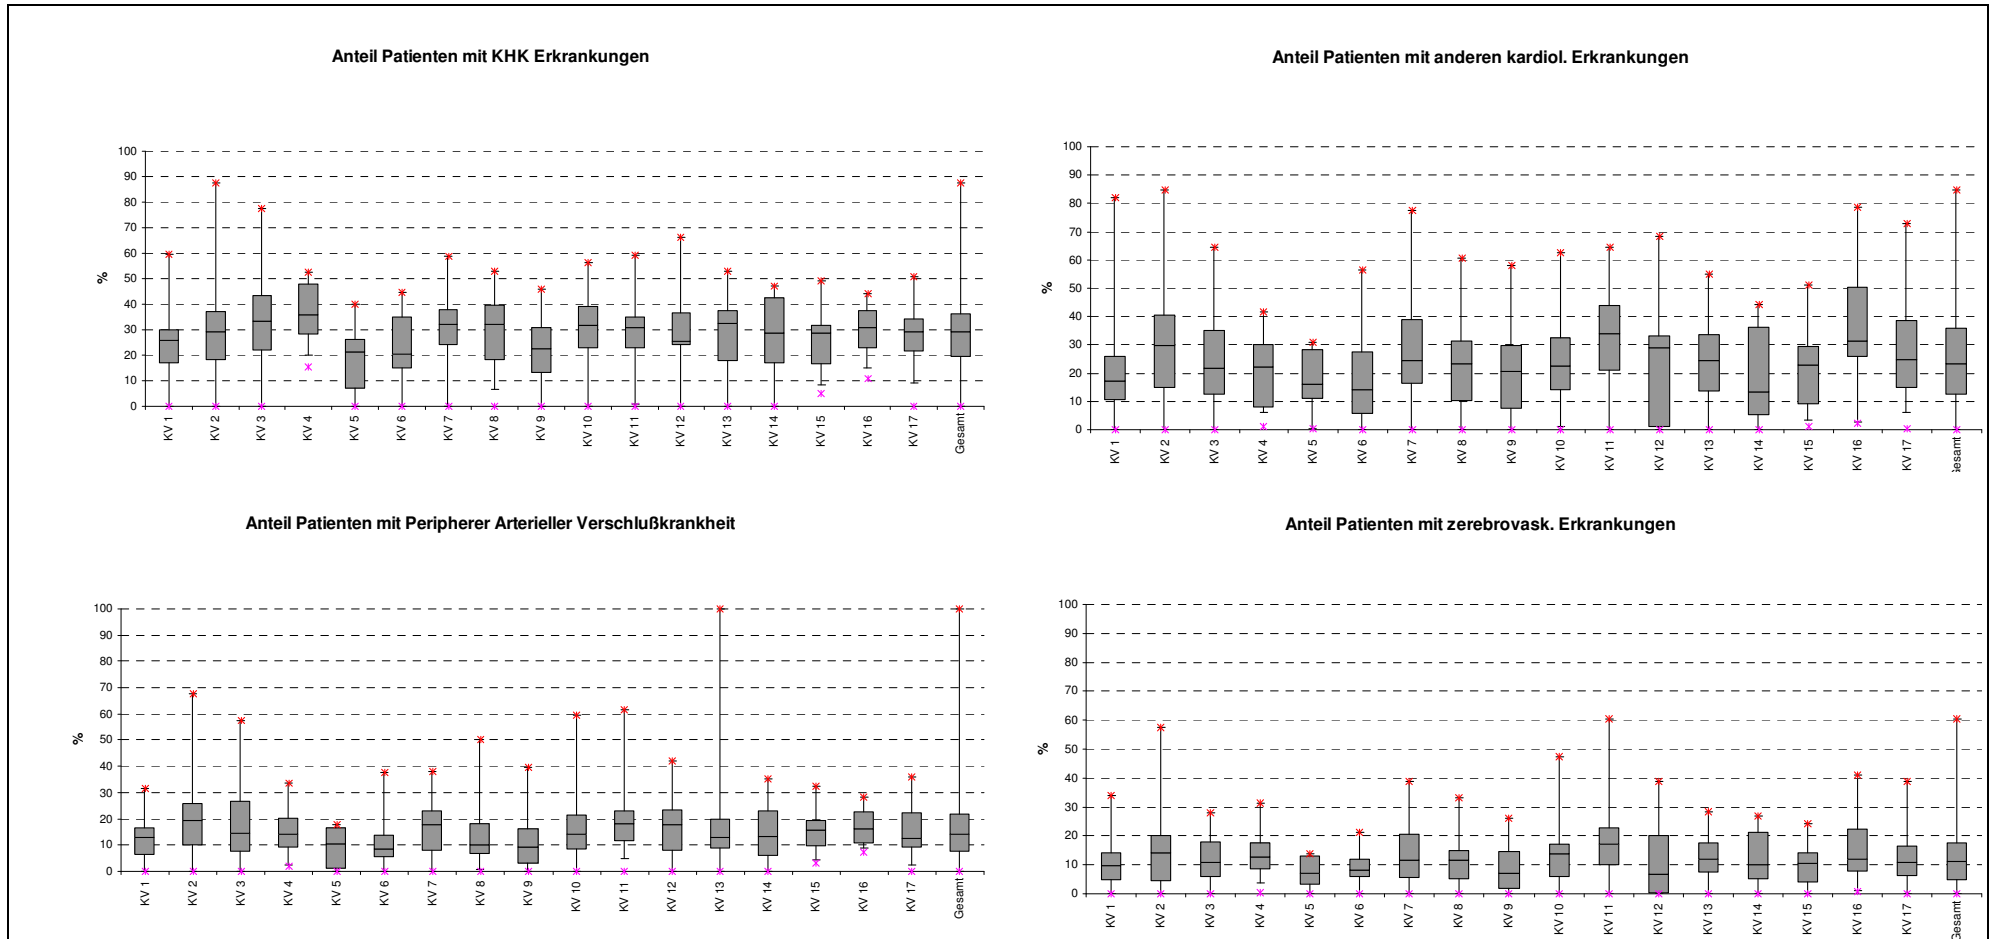 Anteil Patienten mit KHK Erkrankungen
100
90
80
70
60
50
40
30
20
10
0
%
KV 1
KV 2
KV 3
KV 4
KV 5
KV 6
KV 7
KV 8
KV 9
KV 10
KV 11
KV 12
KV 13
KV 14
KV 15
KV 16
KV 17
Gesamt
Anteil Patienten mit anderen kardiol. Erkrankungen
100
90
80
70
60
50
40
30
20
10
0
%
KV 1
KV 2
KV 3
KV 4
KV 5
KV 6
KV 7
KV 8
KV 9
KV 10
KV 11
KV 12
KV 13
KV 14
KV 15
KV 16
KV 17
Gesamt
Anteil Patienten mit Peripherer Arterieller Verschlußkrankheit
100
90
80
70
60
50
40
30
20
10
0
%
KV 1
KV 2
KV 3
KV 4
KV 5
KV 6
KV 7
KV 8
KV 9
KV 10
KV 11
KV 12
KV 13
KV 14
KV 15
KV 16
KV 17
Gesamt
Anteil Patienten mit zerebrovask. Erkrankungen
100
90
80
70
60
50
40
30
20
10
0
%
KV 1
KV 2
KV 3
KV 4
KV 5
KV 6
KV 7
KV 8
KV 9
KV 10
KV 11
KV 12
KV 13
KV 14
KV 15
KV 16
KV 17
Gesamt